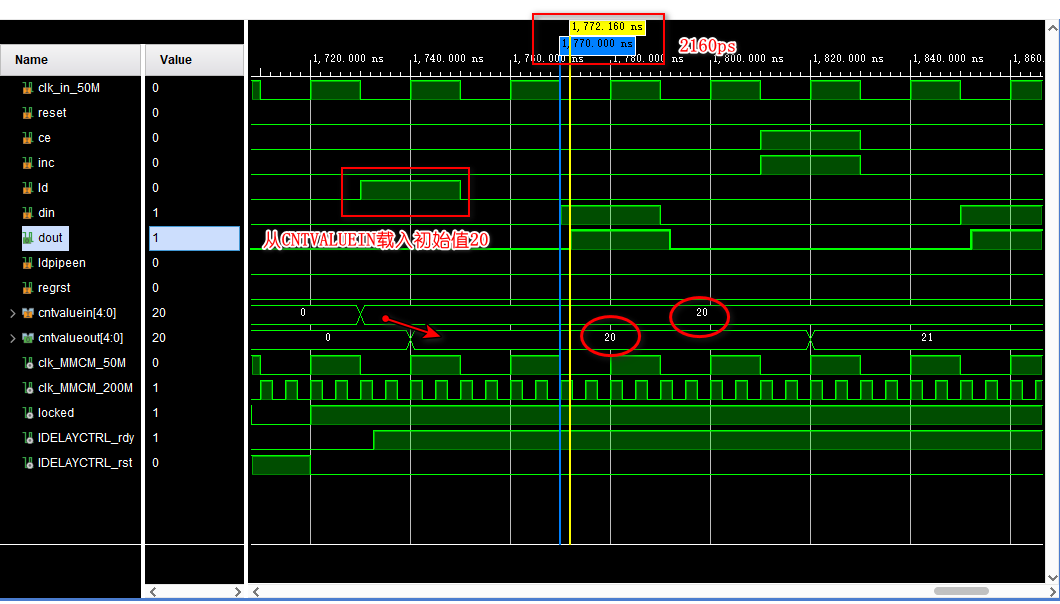 1,772.160 ns
1,770.000 ns
2160ps
Name Value
1,720.000 ns 1,740.000 ns 1,760.000 ns 1,780.000 ns 1,800.000 ns 1,820.000 ns 1,840.000 ns 1,860.
clk_in_50M 0
reset 0
ce 0
inc 0
ld 0
din 1
dout 1
从CNTVALUEIN载入初始值20
ldpipeen 0
regrst 0
cntvaluein[4:0] 20 0 20
cntvalueout[4:0] 20 0 20 21
clk_MMCM_50M 0
clk_MMCM_200M 1
locked 1
IDELAYCTRL_rdy 1
IDELAYCTRL_rst 0